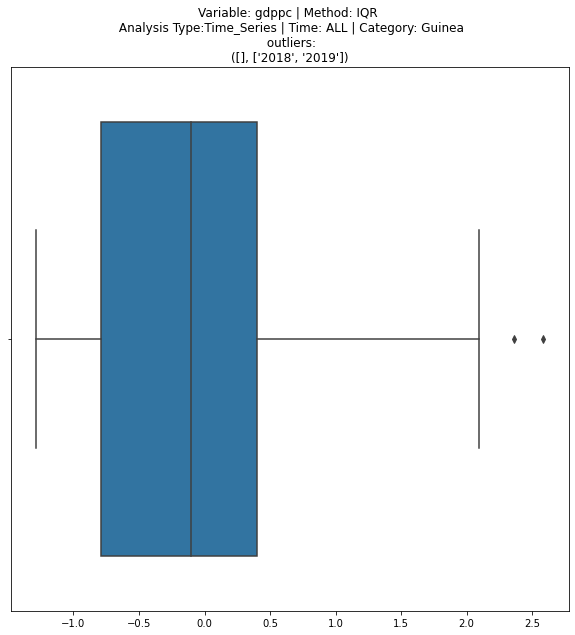 Variable: gdppc | Method: IQR
Analysis Type:Time_Series | Time: ALL | Category: Guinea
outliers:
([], ['2018', '2019'])
−1.0 −0.5 0.0 0.5 1.0 1.5 2.0 2.5